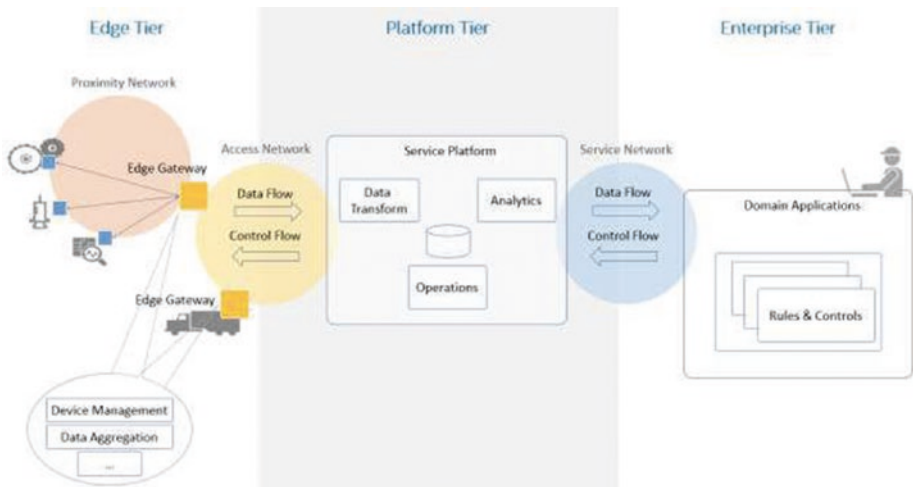 Edge Tier
Platform Tier
Enterprise Tier
Proximity Network
Edge Gateway
Access Network
Data Flow
Control Flow
Edge Gateway
Device Management
Data Aggregation
...
Service Platform
Data
Transform
Analytics
Operations
Service Network
Data Flow
Control Flow
Domain Applications
Rules & Controls